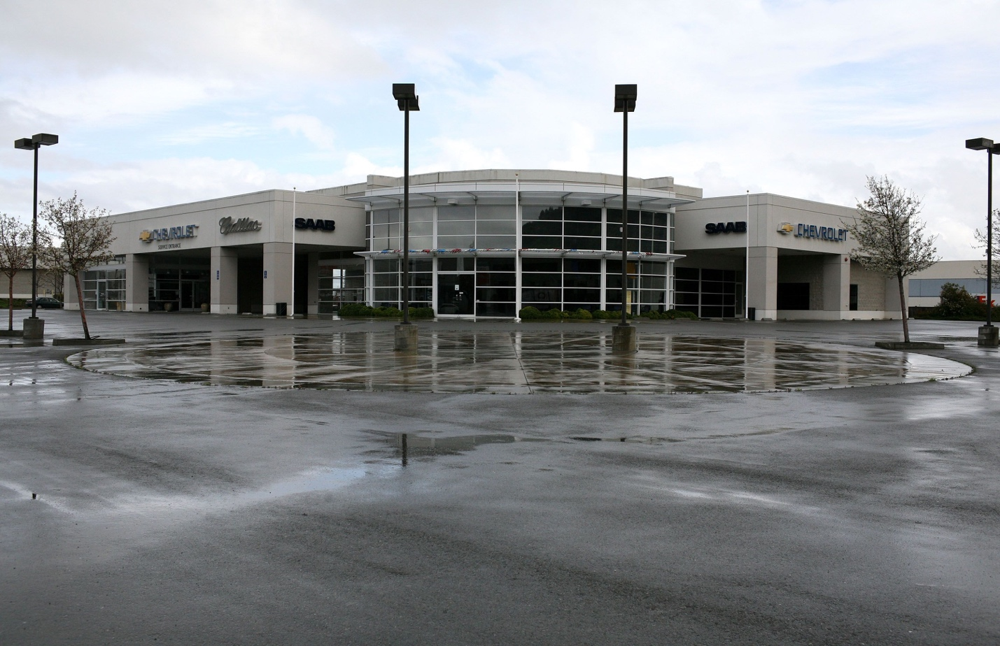 CHEVROLET
SERVICE ENTRANCE
Cadillac
SAAB
SAAB
CHEVROLET